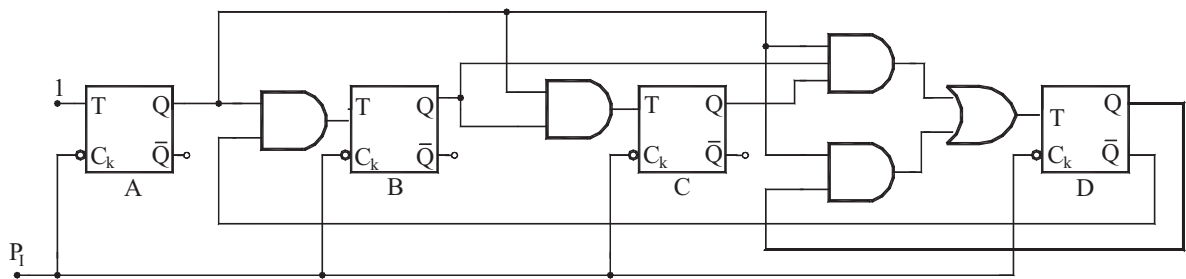 1
T Q
C_k Q̄
A
T Q
C_k Q̄
B
T Q
C_k Q̄
C
T Q
C_k Q̄
D
P_I